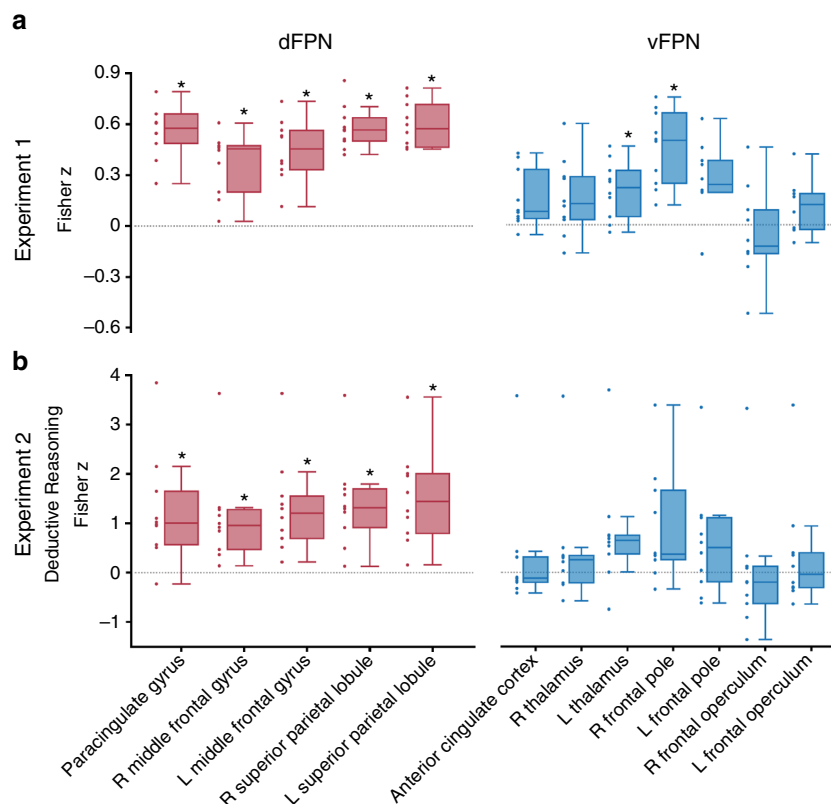 a
dFPN
vFPN
Experiment 1
Fisher z
0.9
0.6
0.3
0
–0.3
–0.6
* * * * *
* *
b
Experiment 2
Deductive Reasoning
Fisher z
4
3
2
1
0
–1
* * * * *
Paracingulate gyrus
R middle frontal gyrus
L middle frontal gyrus
R superior parietal lobule
L superior parietal lobule
Anterior cingulate cortex
R thalamus
L thalamus
R frontal pole
L frontal pole
R frontal operculum
L frontal operculum